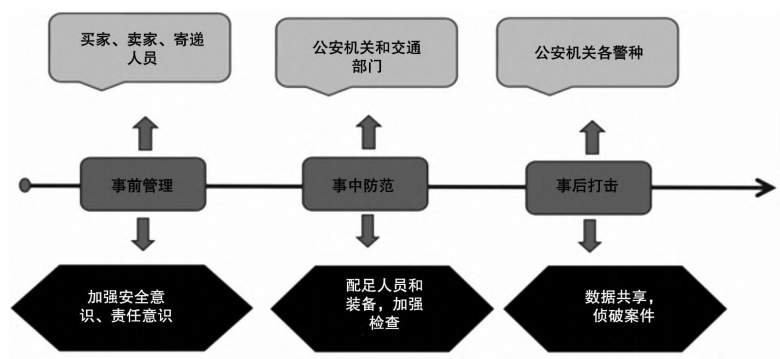 买家、卖家、寄递
人员
公安机关和交通
部门
公安机关各警种
事前管理
事中防范
事后打击
加强安全意
识、责任意识
配足人员和
装备，加强
检查
数据共享，
侦破案件